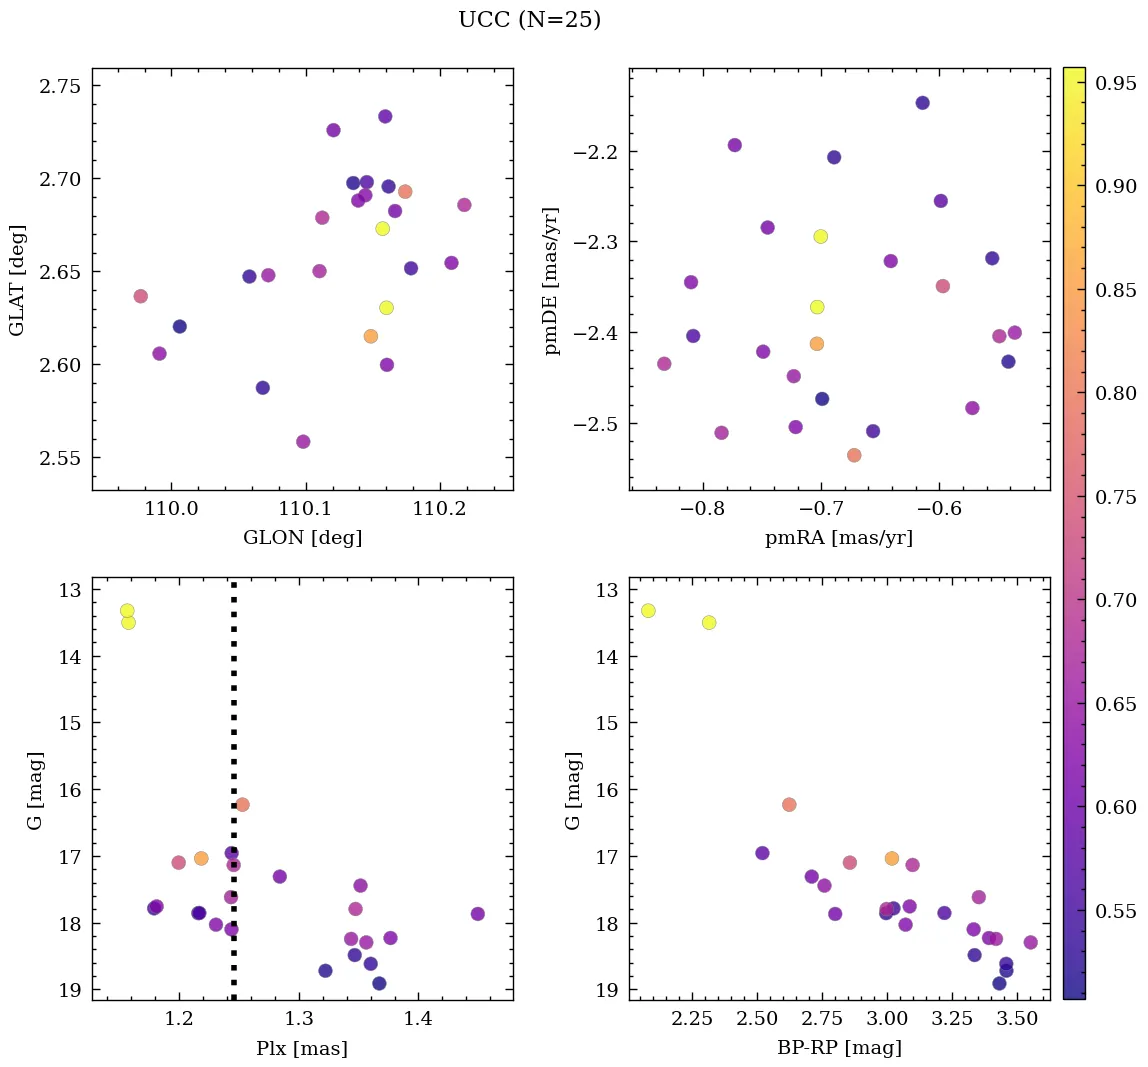 UCC (N=25)
2.75
2.70
2.65
2.60
2.55
GLAT [deg]
110.0 110.1 110.2
GLON [deg]
−2.2
−2.3
−2.4
−2.5
pmDE [mas/yr]
−0.8 −0.7 −0.6
pmRA [mas/yr]
13
14
15
16
17
18
19
G [mag]
1.2 1.3 1.4
Plx [mas]
13
14
15
16
17
18
19
G [mag]
2.25 2.50 2.75 3.00 3.25 3.50
BP-RP [mag]
0.95
0.90
0.85
0.80
0.75
0.70
0.65
0.60
0.55